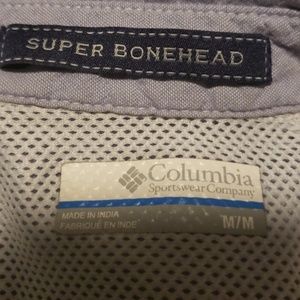 SUPER BONEHEAD
Columbia
Sportswear Company
MADE IN INDIA
FABRIQUÉ EN INDE
M/M